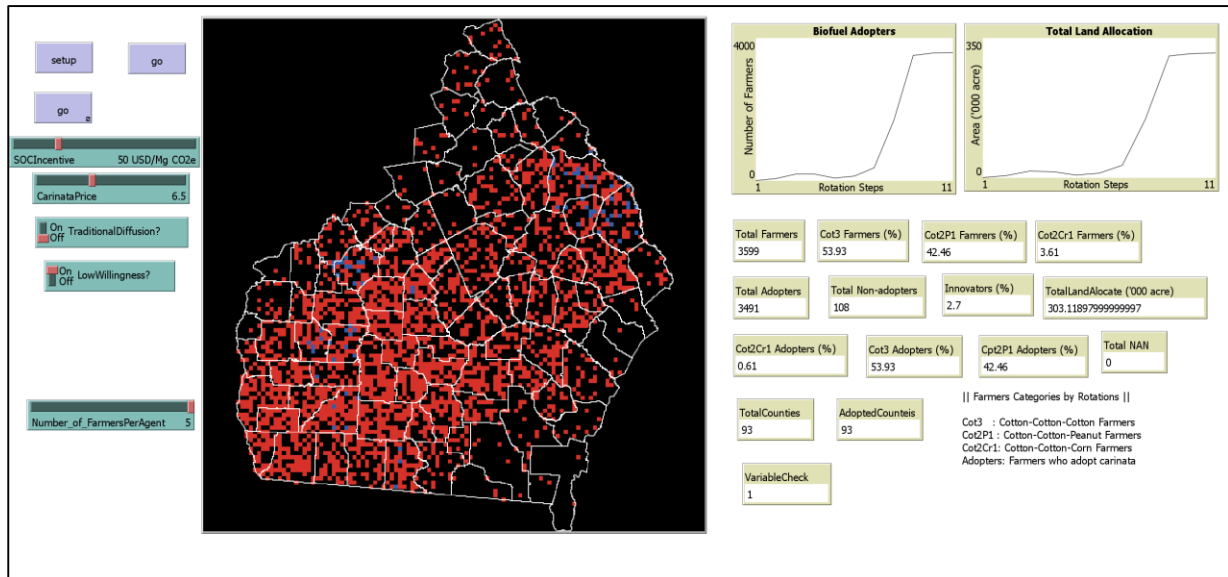 setup
go
go
SOCIncentive 50 USD/Mg CO2e
CarinataPrice 6.5
On
Off
TraditionalDiffusion?
On
Off
LowWillingness?
Number_of_FarmersPerAgent 5
Biofuel Adopters
4000
Number of Farmers
0
1 Rotation Steps 11
Total Land Allocation
350
Area ('000 acre)
0
1 Rotation Steps 11
Total Farmers
3599
Cot3 Farmers (%)
53.93
Cot2P1 Famrers (%)
42.46
Cot2Cr1 Farmers (%)
3.61
Total Adopters
3491
Total Non-adopters
108
Innovators (%)
2.7
TotalLandAlocate ('000 acre)
303.11897999999997
Cot2Cr1 Adopters (%)
0.61
Cot3 Adopters (%)
53.93
Cpt2P1 Adopters (%)
42.46
Total NAN
0
TotalCounties
93
AdoptedCounteis
93
VariableCheck
1
|| Farmers Categories by Rotations ||
Cot3 : Cotton-Cotton-Cotton Farmers
Cot2P1 : Cotton-Cotton-Peanut Farmers
Cot2Cr1: Cotton-Cotton-Corn Farmers
Adopters: Farmers who adopt carinata